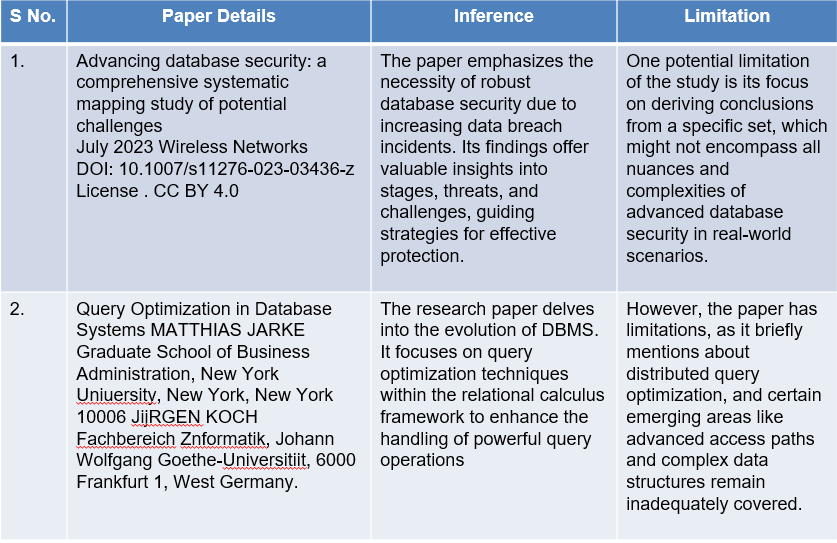 S No.
Paper Details
Inference
Limitation
1.
Advancing database security: a
comprehensive systematic
mapping study of potential
challenges
July 2023 Wireless Networks
DOI: 10.1007/s11276-023-03436-z
License . CC BY 4.0
The paper emphasizes the
necessity of robust
database security due to
increasing data breach
incidents. Its findings offer
valuable insights into
stages, threats, and
challenges, guiding
strategies for effective
protection.
One potential limitation
of the study is its focus
on deriving conclusions
from a specific set, which
might not encompass all
nuances and
complexities of
advanced database
security in real-world
scenarios.
2.
Query Optimization in Database
Systems MATTHIAS JARKE
Graduate School of Business
Administration, New York
Uniuersity, New York, New York
10006 JijRGEN KOCH
Fachbereich Znformatik, Johann
Wolfgang Goethe-Universitiit, 6000
Frankfurt 1, West Germany.
The research paper delves
into the evolution of DBMS.
It focuses on query
optimization techniques
within the relational calculus
framework to enhance the
handling of powerful query
operations
However, the paper has
limitations, as it briefly
mentions about
distributed query
optimization, and certain
emerging areas like
advanced access paths
and complex data
structures remain
inadequately covered.